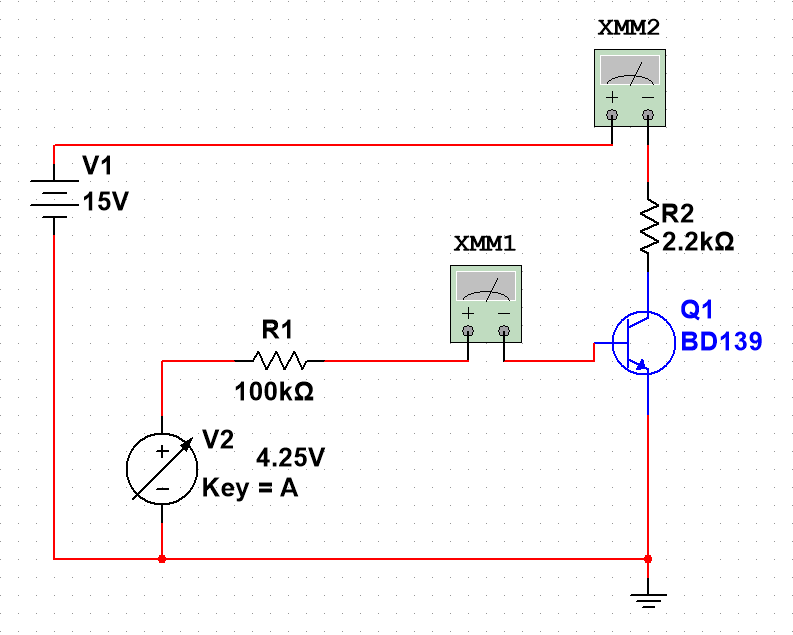 XMM2
+ −
V1
15V
R2
2.2kΩ
XMM1
+ −
Q1
BD139
R1
100kΩ
V2
4.25V
Key = A
+
−